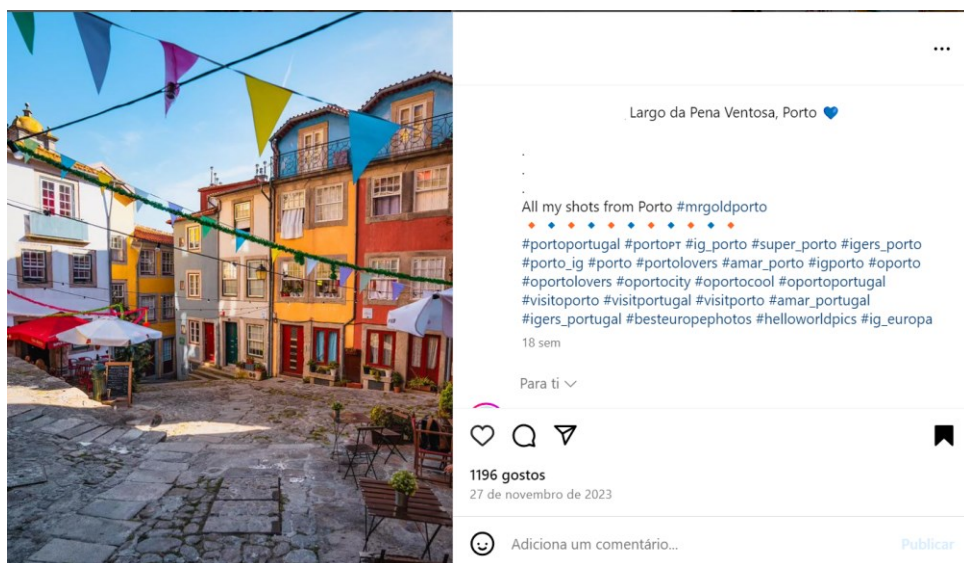 Largo da Pena Ventosa, Porto 💙
.
.
.
All my shots from Porto #mrgoldporto
🔸🔹🔸🔹🔸🔹🔸🔹🔸🔹🔸
#portoportugal #portoᴘᴛ #ig_porto #super_porto #igers_porto
#porto_ig #porto #portolovers #amar_porto #igporto #oporto
#oportolovers #oportocity #oportocool #oportoportugal
#visitoporto #visitportugal #visitporto #amar_portugal
#igers_portugal #besteuropephotos #helloworldpics #ig_europa
18 sem
Para ti
1196 gostos
27 de novembro de 2023
Adiciona um comentário...
Publicar